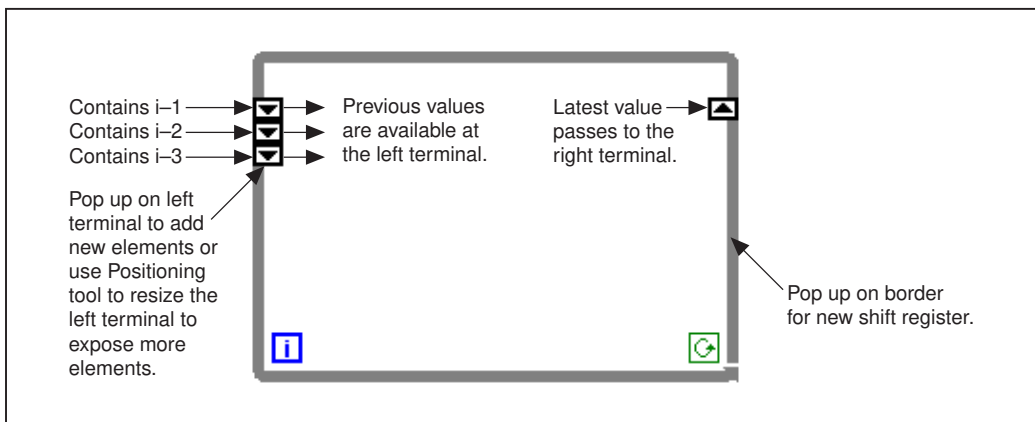 Contains i–1
Contains i–2
Contains i–3
Previous values
are available at
the left terminal.
Latest value
passes to the
right terminal.
Pop up on left
terminal to add
new elements or
use Positioning
tool to resize the
left terminal to
expose more
elements.
Pop up on border
for new shift register.
i